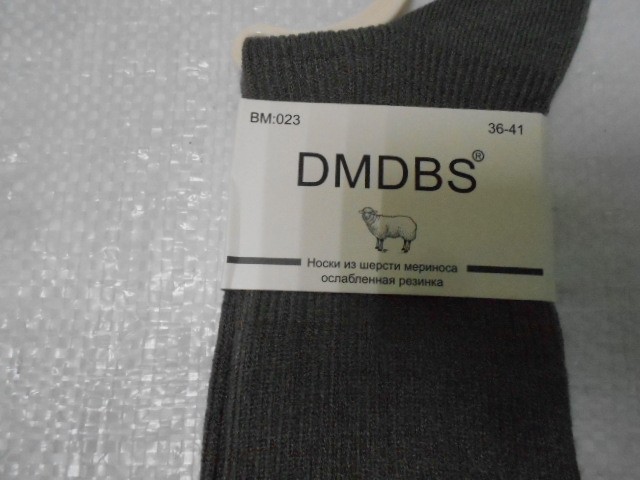 BM:023
36-41
DMDBS®
Носки из шерсти мериноса
ослабленная резинка